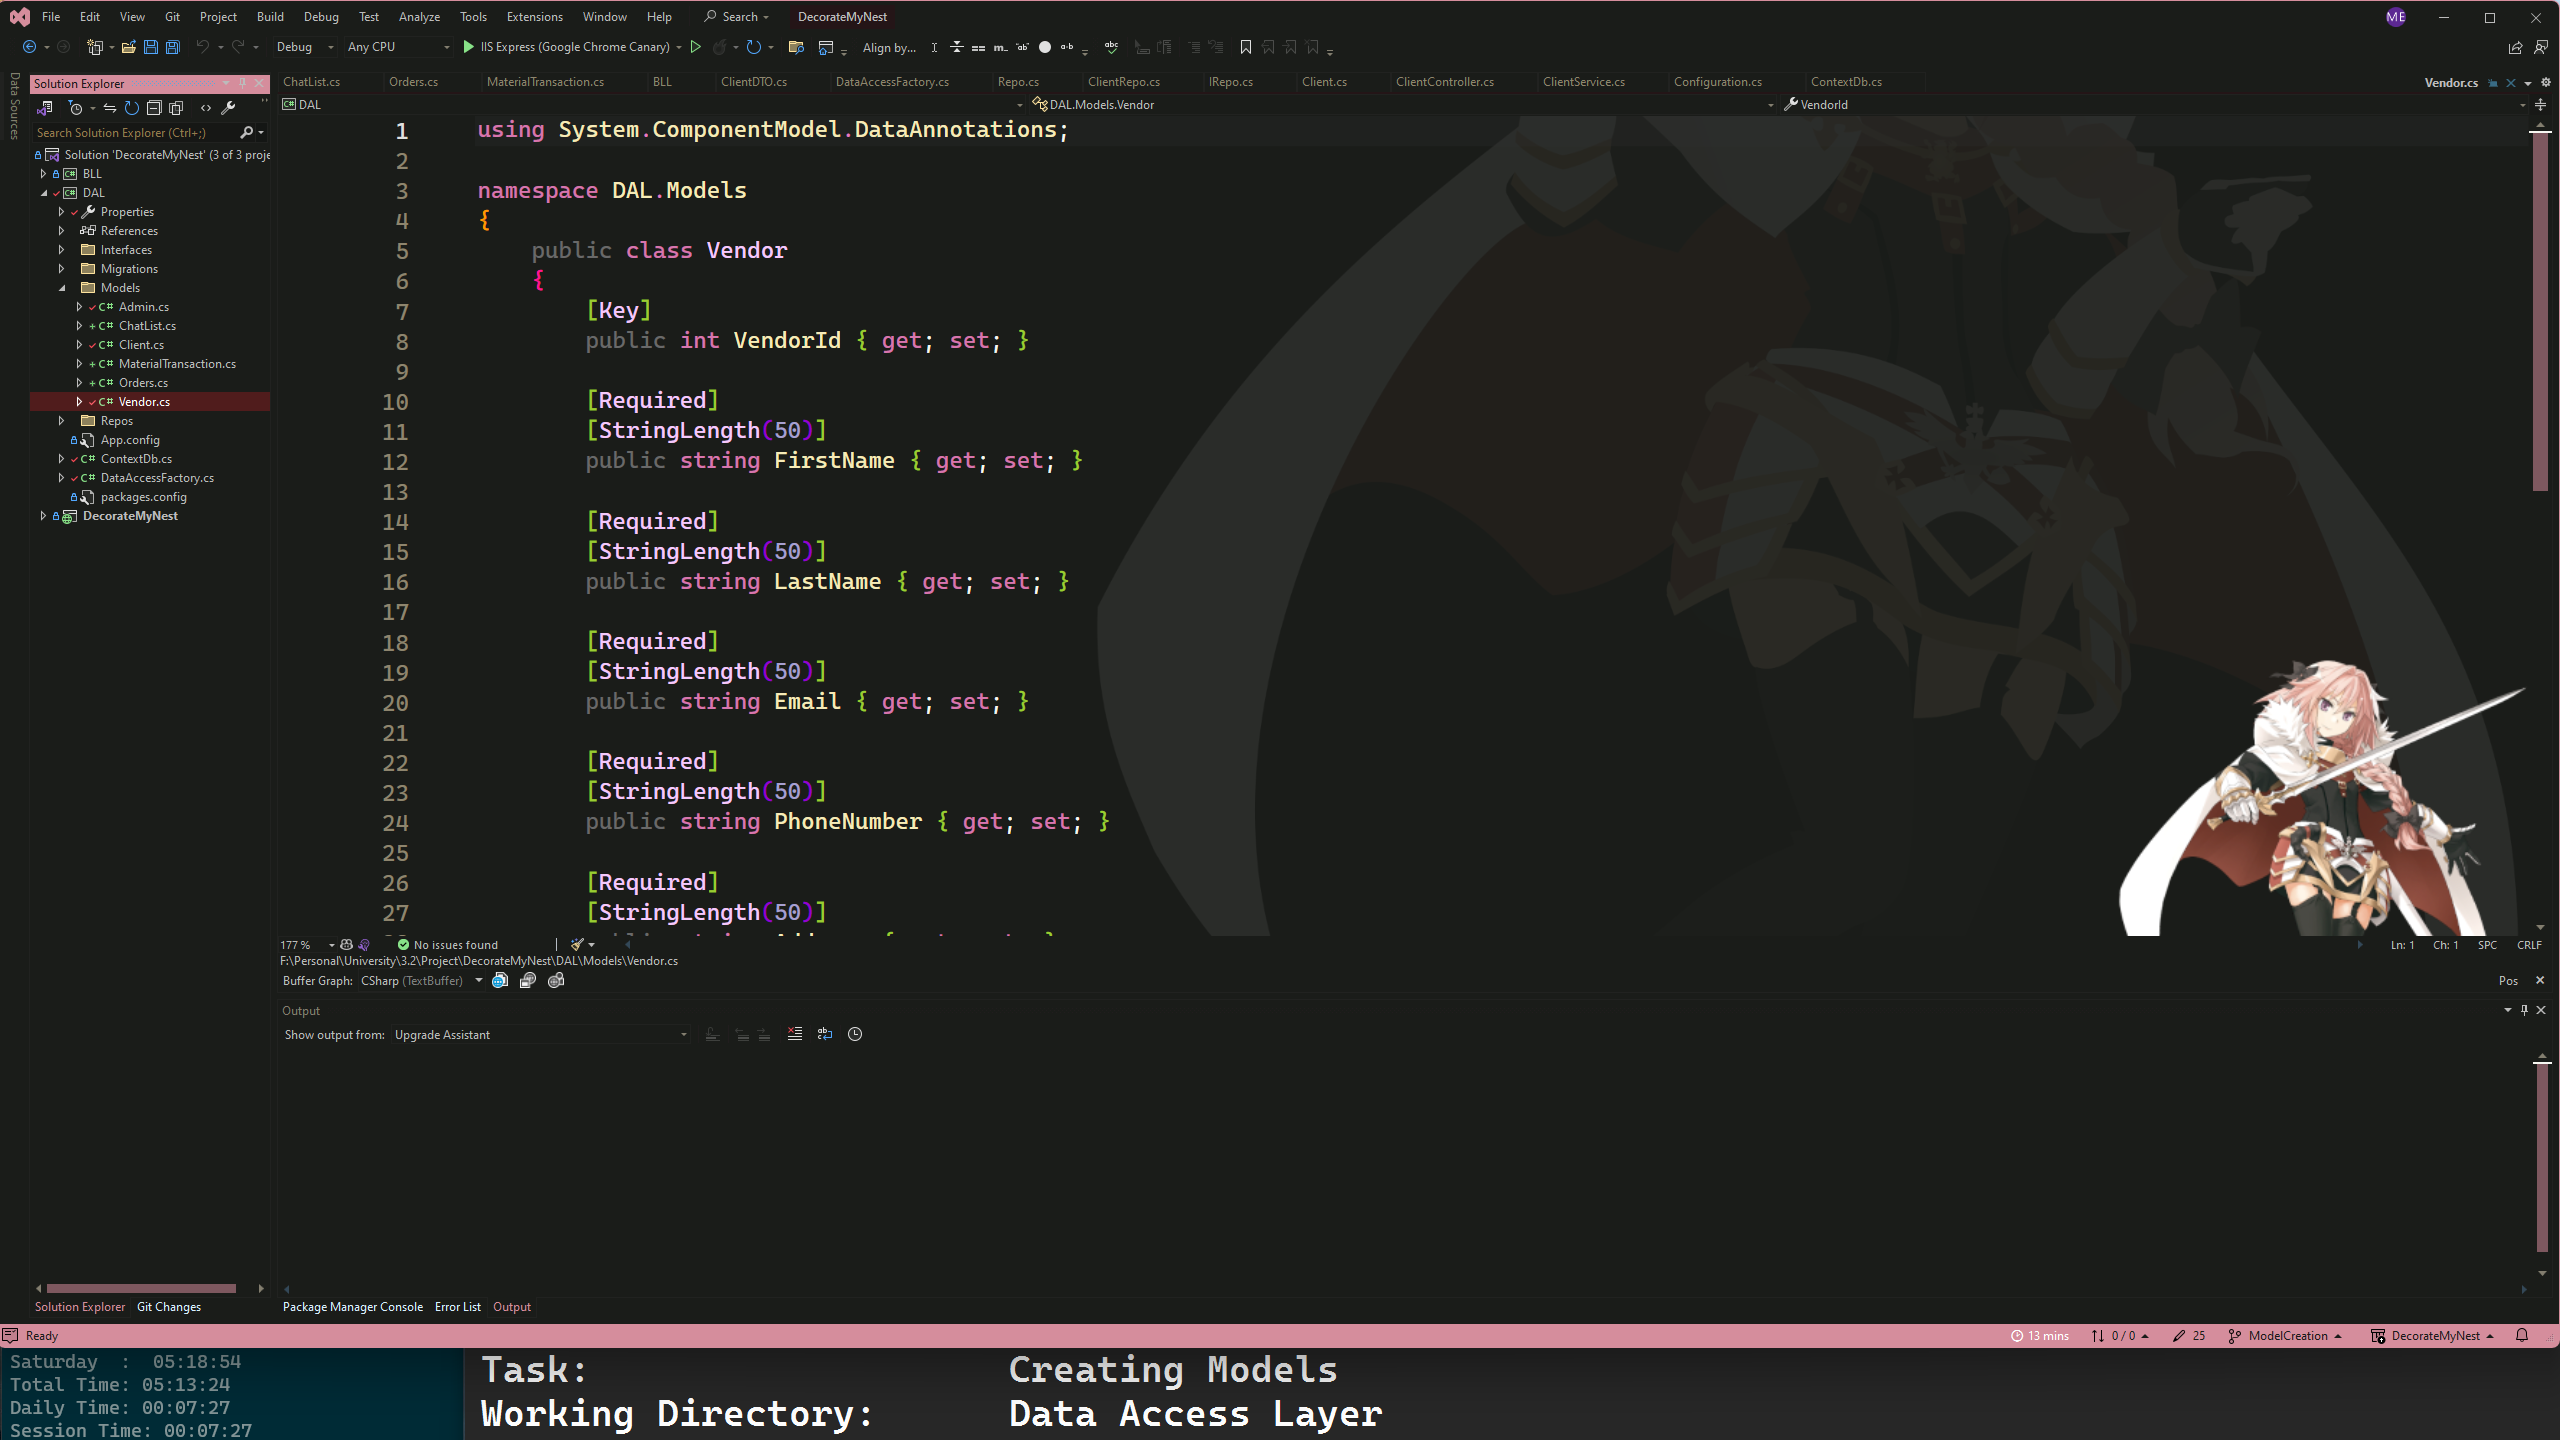 File Edit View Git Project Build Debug Test Analyze Tools Extensions Window Help Search DecorateMyNest ME
Debug Any CPU IIS Express (Google Chrome Canary) Align by...
Data Sources
Solution Explorer
Search Solution Explorer (Ctrl+;)
Solution 'DecorateMyNest' (3 of 3 proje
BLL
DAL
Properties
References
Interfaces
Migrations
Models
C# Admin.cs
C# ChatList.cs
C# Client.cs
C# MaterialTransaction.cs
C# Orders.cs
C# Vendor.cs
Repos
App.config
C# ContextDb.cs
C# DataAccessFactory.cs
packages.config
DecorateMyNest
Solution Explorer Git Changes
ChatList.cs Orders.cs MaterialTransaction.cs BLL ClientDTO.cs DataAccessFactory.cs Repo.cs ClientRepo.cs IRepo.cs Client.cs ClientController.cs ClientService.cs Configuration.cs ContextDb.cs Vendor.cs
DAL DAL.Models.Vendor VendorId
1 using System.ComponentModel.DataAnnotations;
2
3 namespace DAL.Models
4 {
5 public class Vendor
6 {
7 [Key]
8 public int VendorId { get; set; }
9
10 [Required]
11 [StringLength(50)]
12 public string FirstName { get; set; }
13
14 [Required]
15 [StringLength(50)]
16 public string LastName { get; set; }
17
18 [Required]
19 [StringLength(50)]
20 public string Email { get; set; }
21
22 [Required]
23 [StringLength(50)]
24 public string PhoneNumber { get; set; }
25
26 [Required]
27 [StringLength(50)]
177 % No issues found Ln: 1 Ch: 1 SPC CRLF
F:\Personal\University\3.2\Project\DecorateMyNest\DAL\Models\Vendor.cs
Buffer Graph: CSharp (TextBuffer) Pos
Output
Show output from: Upgrade Assistant
Package Manager Console Error List Output
Ready 13 mins 0 / 0 25 ModelCreation DecorateMyNest
Saturday : 05:18:54
Total Time: 05:13:24
Daily Time: 00:07:27
Session Time: 00:07:27
Task: Creating Models
Working Directory: Data Access Layer